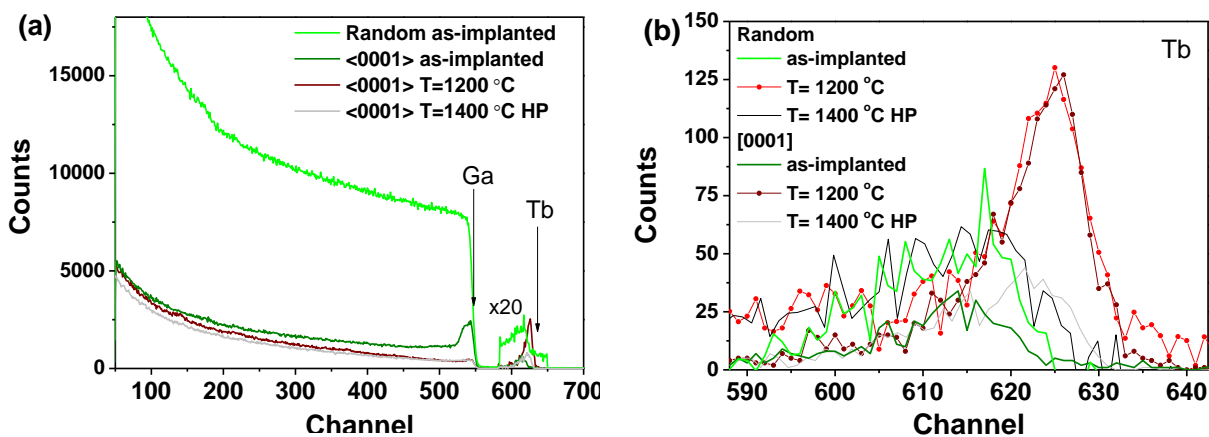 (a)
Random as-implanted
<0001> as-implanted
<0001> T=1200 °C
<0001> T=1400 °C HP
Ga
Tb
x20
15000
10000
5000
0
100 200 300 400 500 600 700
Channel
Counts
(b)
Random
as-implanted
T= 1200 °C
T= 1400 °C HP
[0001]
as-implanted
T= 1200 °C
T= 1400 °C HP
Tb
150
125
100
75
50
25
0
590 600 610 620 630 640
Channel
Counts